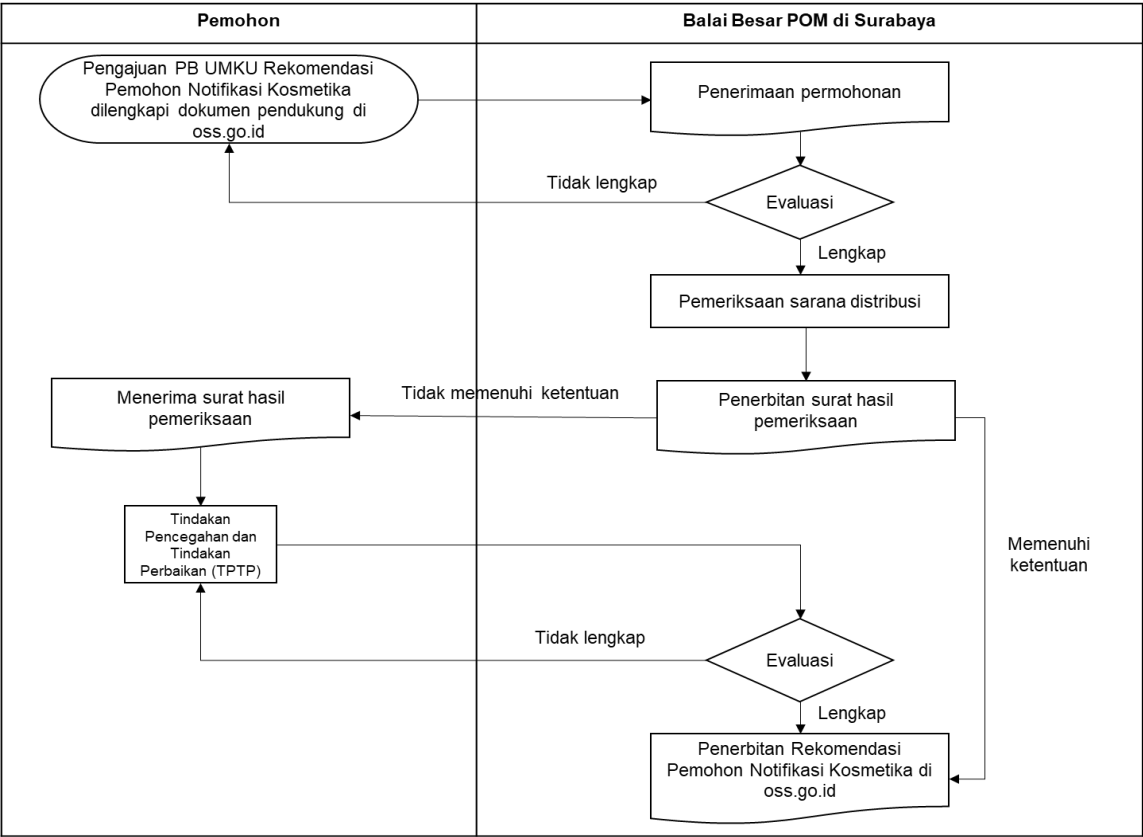 Pemohon
Balai Besar POM di Surabaya
Pengajuan PB UMKU Rekomendasi
Pemohon Notifikasi Kosmetika
dilengkapi dokumen pendukung di
oss.go.id
Penerimaan permohonan
Tidak lengkap
Evaluasi
Lengkap
Pemeriksaan sarana distribusi
Menerima surat hasil
pemeriksaan
Tidak memenuhi ketentuan
Penerbitan surat hasil
pemeriksaan
Tindakan
Pencegahan dan
Tindakan
Perbaikan (TPTP)
Memenuhi
ketentuan
Tidak lengkap
Evaluasi
Lengkap
Penerbitan Rekomendasi
Pemohon Notifikasi Kosmetika di
oss.go.id